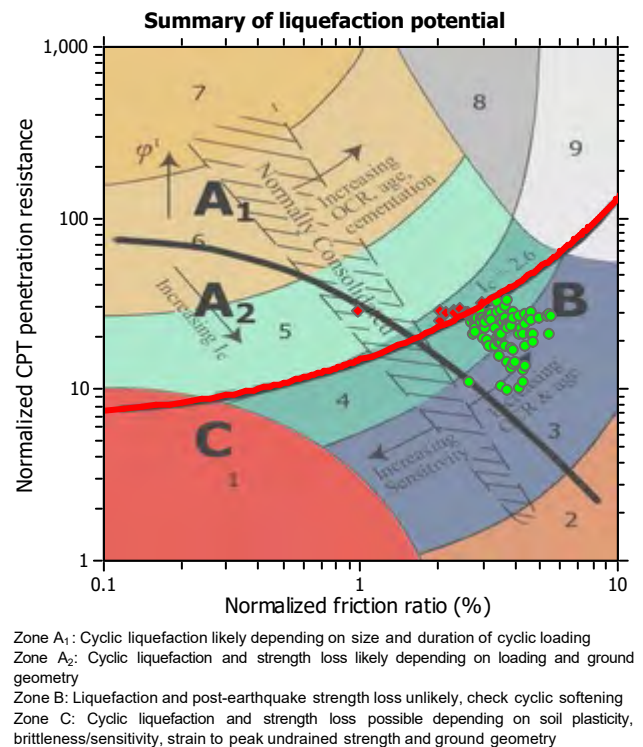 Summary of liquefaction potential
1,000
7
8
9
φ'
Increasing
OCR, age,
cementation
A1
Normally Consolidated
100
6
Ic = 2.6
A2
B
Increasing Ic
5
10
4
Increasing
OCR & age
C
Increasing
Sensitivity
3
1
2
1
0.1
1
10
Normalized CPT penetration resistance
Normalized friction ratio (%)
Zone A1: Cyclic liquefaction likely depending on size and duration of cyclic loading
Zone A2: Cyclic liquefaction and strength loss likely depending on loading and ground
geometry
Zone B: Liquefaction and post-earthquake strength loss unlikely, check cyclic softening
Zone C: Cyclic liquefaction and strength loss possible depending on soil plasticity,
brittleness/sensitivity, strain to peak undrained strength and ground geometry